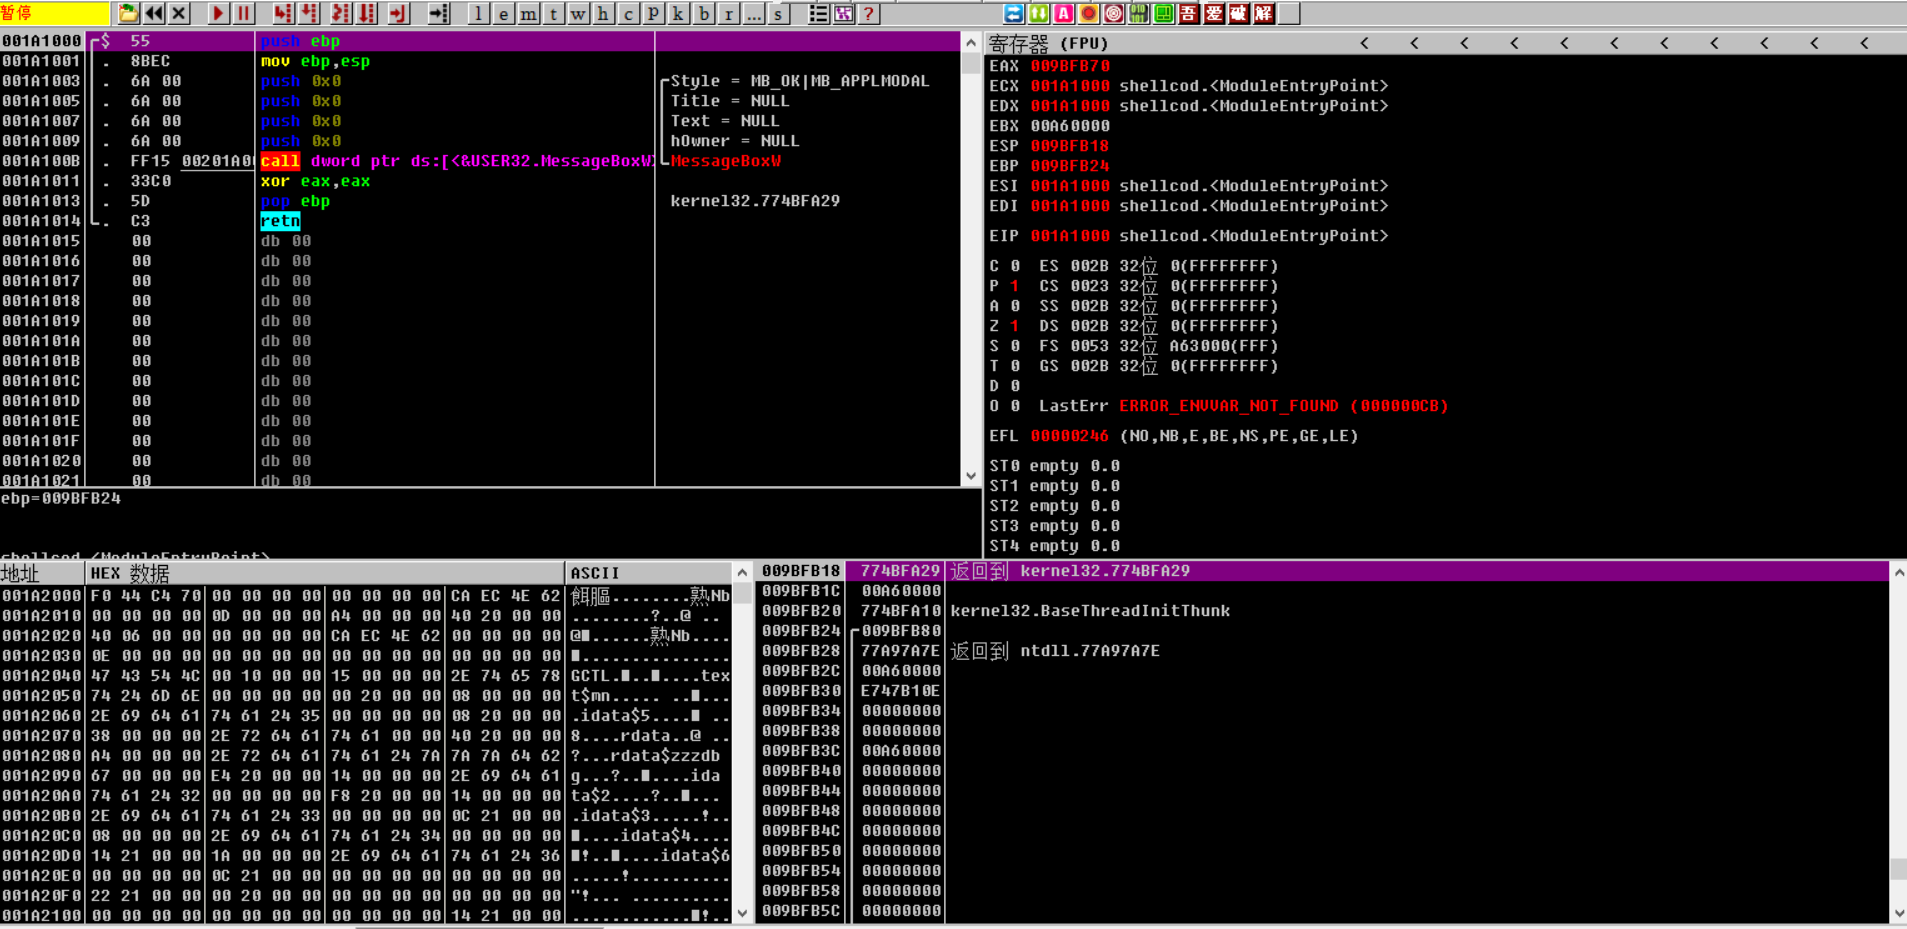 暂停
l e m t w h c P k b r ... s
? A 吾 爱 破 解
001A1000 $ 55 push ebp
001A1001 . 8BEC mov ebp,esp
001A1003 . 6A 00 push 0x0 Style = MB_OK|MB_APPLMODAL
001A1005 . 6A 00 push 0x0 Title = NULL
001A1007 . 6A 00 push 0x0 Text = NULL
001A1009 . 6A 00 push 0x0 hOwner = NULL
001A100B . FF15 00201A0 call dword ptr ds:[<&USER32.MessageBoxW> MessageBoxW
001A1011 . 33C0 xor eax,eax
001A1013 . 5D pop ebp kernel32.774BFA29
001A1014 . C3 retn
001A1015 00 db 00
001A1016 00 db 00
001A1017 00 db 00
001A1018 00 db 00
001A1019 00 db 00
001A101A 00 db 00
001A101B 00 db 00
001A101C 00 db 00
001A101D 00 db 00
001A101E 00 db 00
001A101F 00 db 00
001A1020 00 db 00
001A1021 00 db 00
ebp=009BFB24
shellcod.<ModuleEntryPoint>
寄存器 (FPU) < < < < < < < < < < <
EAX 009BFB70
ECX 001A1000 shellcod.<ModuleEntryPoint>
EDX 001A1000 shellcod.<ModuleEntryPoint>
EBX 00A60000
ESP 009BFB18
EBP 009BFB24
ESI 001A1000 shellcod.<ModuleEntryPoint>
EDI 001A1000 shellcod.<ModuleEntryPoint>
EIP 001A1000 shellcod.<ModuleEntryPoint>
C 0 ES 002B 32位 0(FFFFFFFF)
P 1 CS 0023 32位 0(FFFFFFFF)
A 0 SS 002B 32位 0(FFFFFFFF)
Z 1 DS 002B 32位 0(FFFFFFFF)
S 0 FS 0053 32位 A63000(FFF)
T 0 GS 002B 32位 0(FFFFFFFF)
D 0
O 0 LastErr ERROR_ENVVAR_NOT_FOUND (000000CB)
EFL 00000246 (NO,NB,E,BE,NS,PE,GE,LE)
ST0 empty 0.0
ST1 empty 0.0
ST2 empty 0.0
ST3 empty 0.0
ST4 empty 0.0
地址 HEX 数据 ASCII
001A2000 F0 44 C4 70 00 00 00 00 00 00 00 00 CA EC 4E 62 ........熟Nb
001A2010 00 00 00 00 0D 00 00 00 A4 00 00 00 40 20 00 00 ........?..@ ..
001A2020 40 06 00 00 00 00 00 00 CA EC 4E 62 00 00 00 00 @■......熟Nb....
001A2030 0E 00 00 00 00 00 00 00 00 00 00 00 00 00 00 00 ■...............
001A2040 47 43 54 4C 00 10 00 00 15 00 00 00 2E 74 65 78 GCTL.■..■....tex
001A2050 74 24 6D 6E 00 00 00 00 00 20 00 00 08 00 00 00 t$mn..... ..■...
001A2060 2E 69 64 61 74 61 24 35 00 00 00 00 08 20 00 00 .idata$5....■ ..
001A2070 38 00 00 00 2E 72 64 61 74 61 00 00 40 20 00 00 8....rdata..@ ..
001A2080 A4 00 00 00 2E 72 64 61 74 61 24 7A 7A 7A 64 62 ?...rdata$zzzdb
001A2090 67 00 00 00 E4 20 00 00 14 00 00 00 2E 69 64 61 g...?..■....ida
001A20A0 74 61 24 32 00 00 00 00 F8 20 00 00 14 00 00 00 ta$2....?..■...
001A20B0 2E 69 64 61 74 61 24 33 00 00 00 00 0C 21 00 00 .idata$3.....!..
001A20C0 08 00 00 00 2E 69 64 61 74 61 24 34 00 00 00 00 ■....idata$4....
001A20D0 14 21 00 00 1A 00 00 00 2E 69 64 61 74 61 24 36 ■!..■....idata$6
001A20E0 00 00 00 00 0C 21 00 00 00 00 00 00 00 00 00 00 .....!..........
001A20F0 22 21 00 00 00 20 00 00 00 00 00 00 00 00 00 00 "!... ..........
001A2100 00 00 00 00 00 00 00 00 00 00 00 00 14 21 00 00 ............■!..
009BFB18 774BFA29 返回到 kernel32.774BFA29
009BFB1C 00A60000
009BFB20 774BFA10 kernel32.BaseThreadInitThunk
009BFB24 009BFB80
009BFB28 77A97A7E 返回到 ntdll.77A97A7E
009BFB2C 00A60000
009BFB30 E747B10E
009BFB34 00000000
009BFB38 00000000
009BFB3C 00A60000
009BFB40 00000000
009BFB44 00000000
009BFB48 00000000
009BFB4C 00000000
009BFB50 00000000
009BFB54 00000000
009BFB58 00000000
009BFB5C 00000000